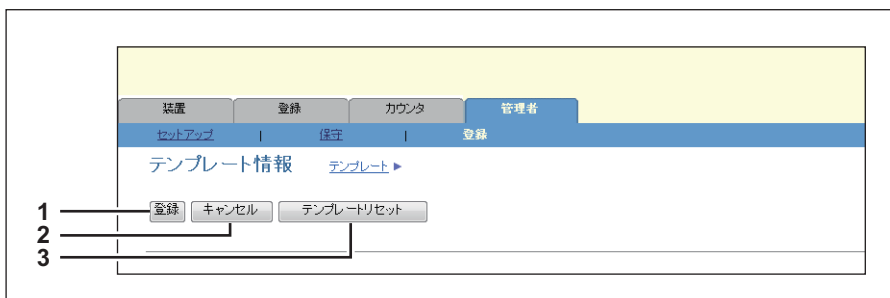 装置 登録 カウンタ 管理者
セットアップ | 保守 | 登録
テンプレート情報 テンプレート ▶
1 登録 キャンセル テンプレートリセット
2
3